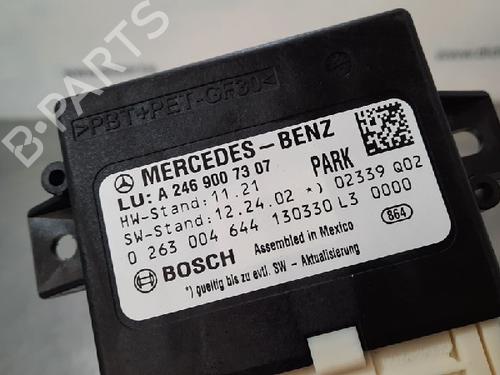 B-PARTS
>PBT+PET-GF30<
MERCEDES-BENZ
LU: A 246 900 73 07 PARK
HW-Stand: 11.21
SW-Stand: 12.24.02 *) 02339 Q02
0 263 004 644 130330 L3 0000
BOSCH Assembled in Mexico 864
*) gueltig bis zu evtl. SW - Aktualisierung